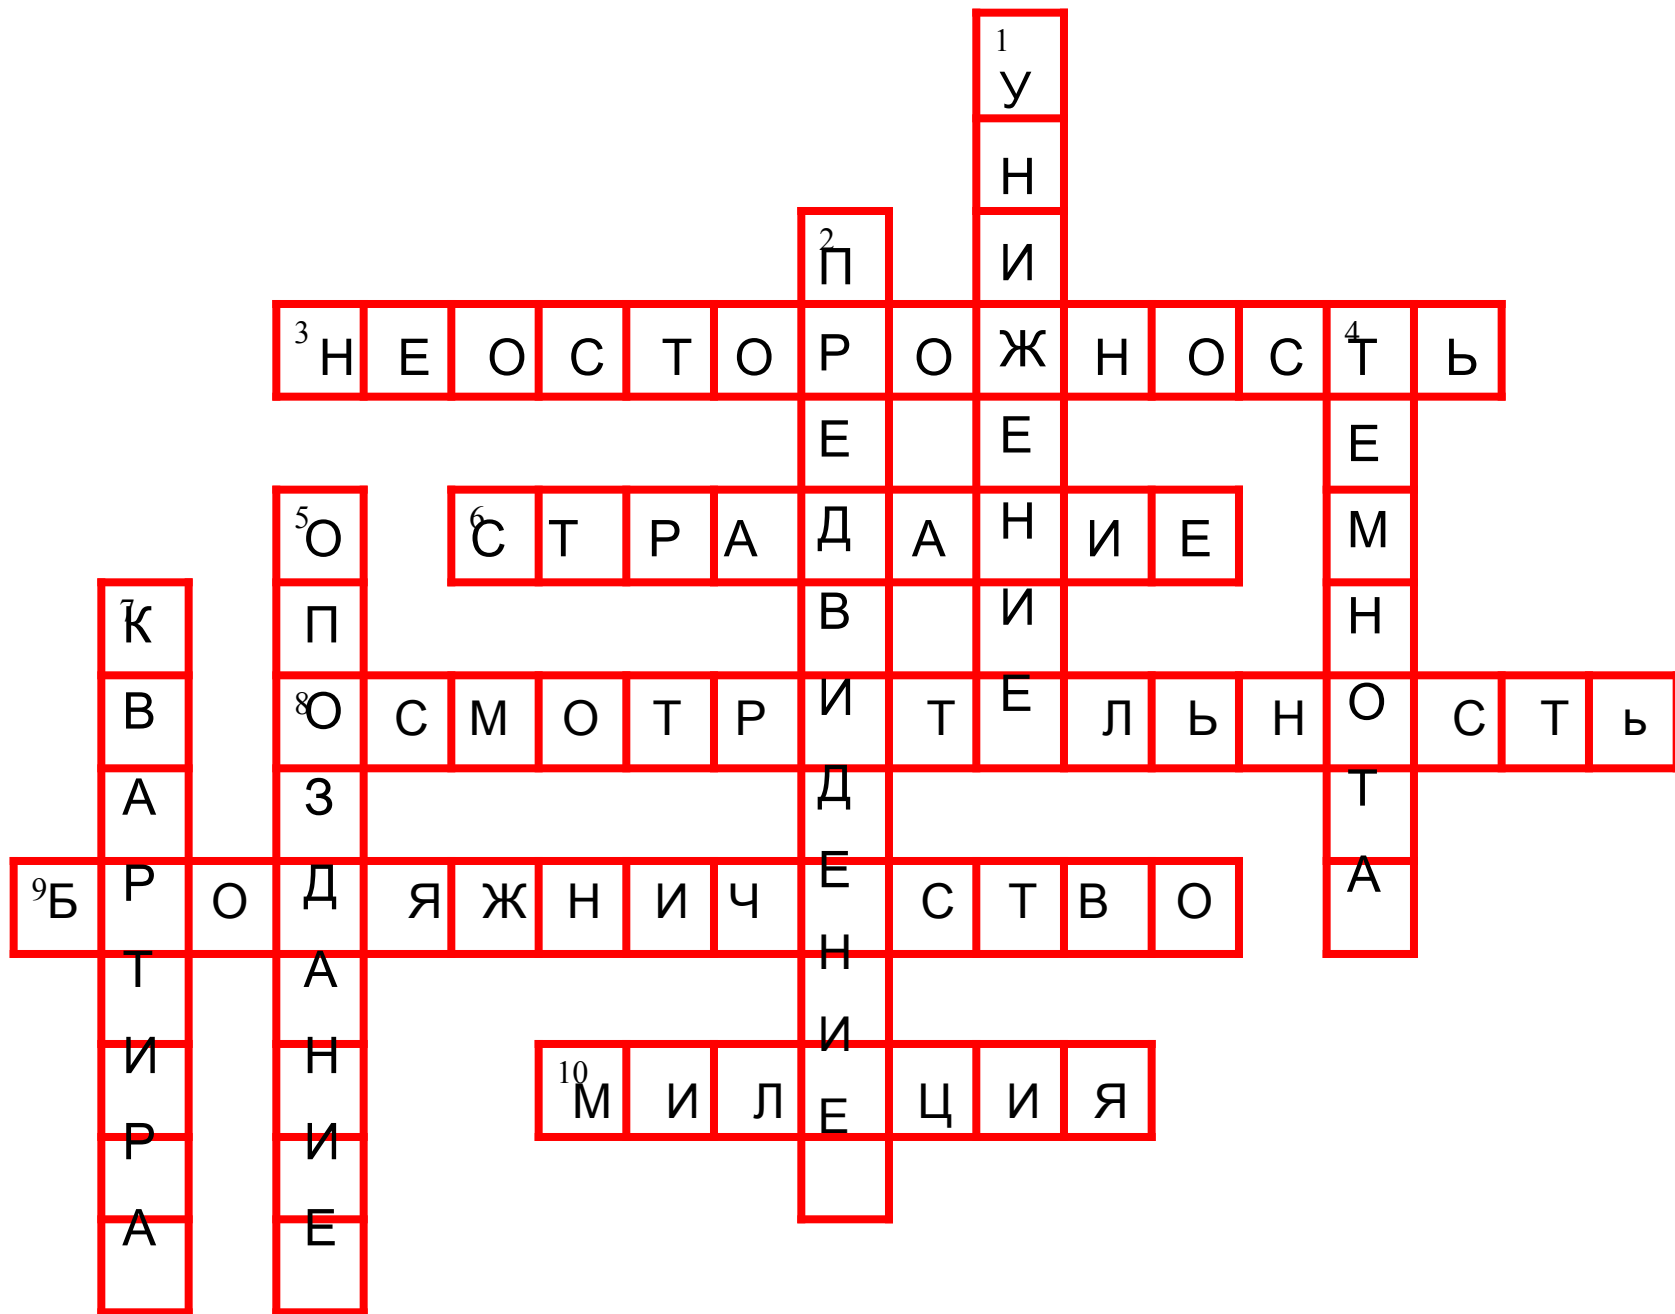 1 УНИЖЕНИЕ
2 ПРЕДВИДЕНИЕ
3 НЕОСТОРОЖНОСТЬ
4 ТЕМНОТА
5 ОПОЗДАНИЕ
6 СТРАДАНИЕ
7 КВАРТИРА
8 ОСМОТРИТЕЛЬНОСТь
9 БРОДЯЖНИЧЕСТВО
10 МИЛЕЦИЯ